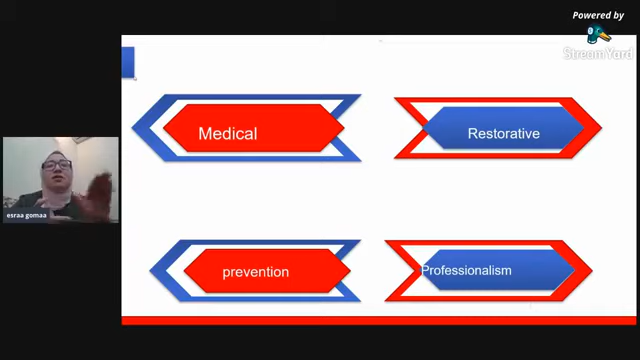 Powered by
StreamYard
Medical
Restorative
esraa gomaa
prevention
Professionalism